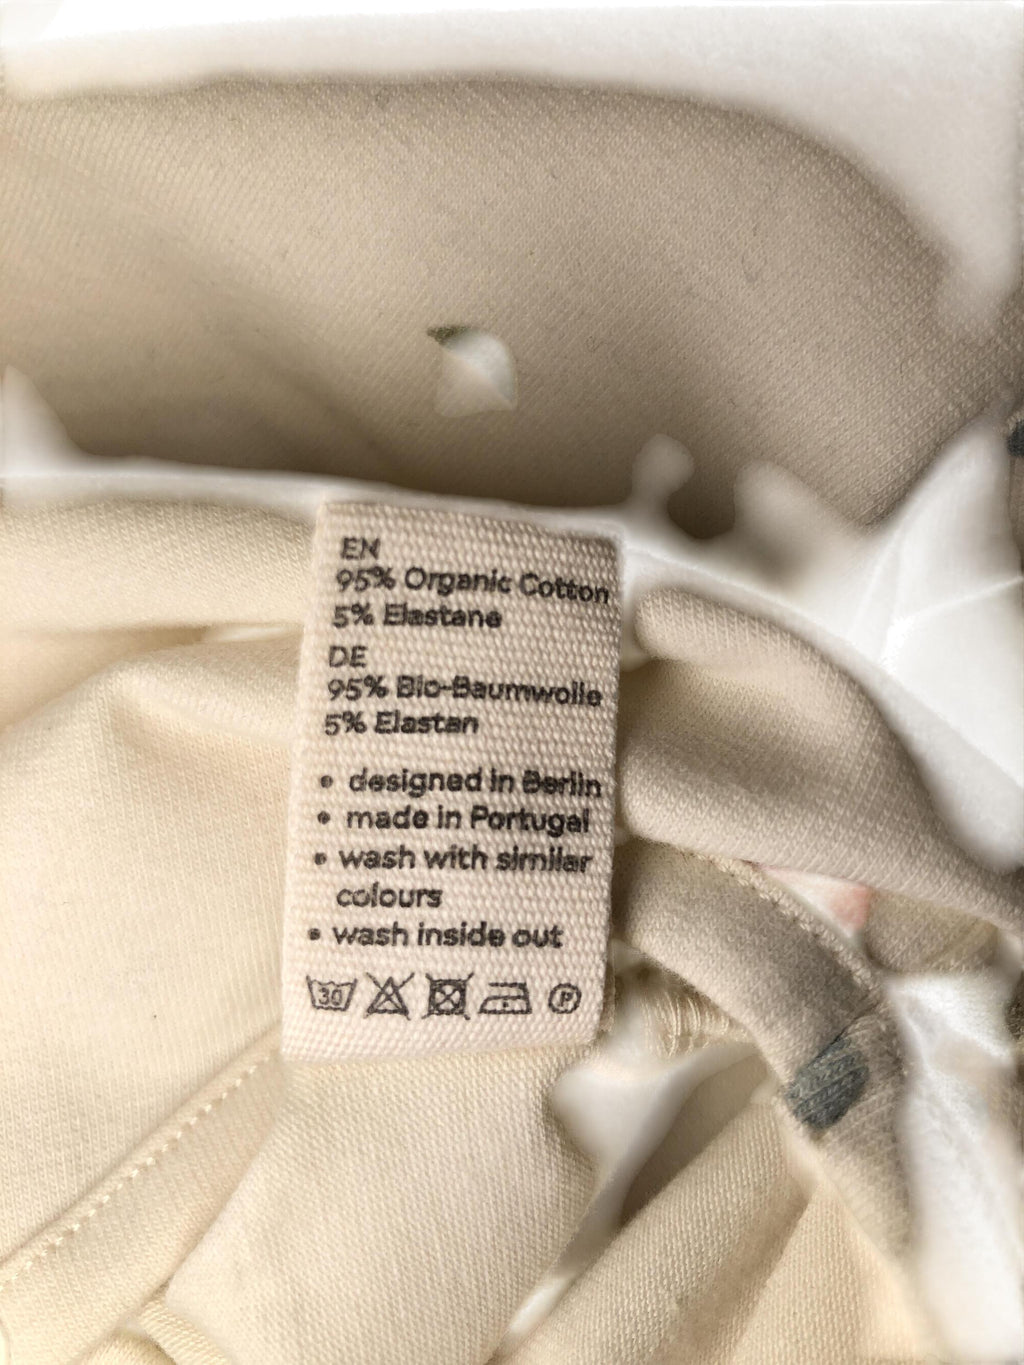 EN
95% Organic Cotton
5% Elastane
DE
95% Bio-Baumwolle
5% Elastan
• designed in Berlin
• made in Portugal
• wash with similar
colours
• wash inside out
30 P